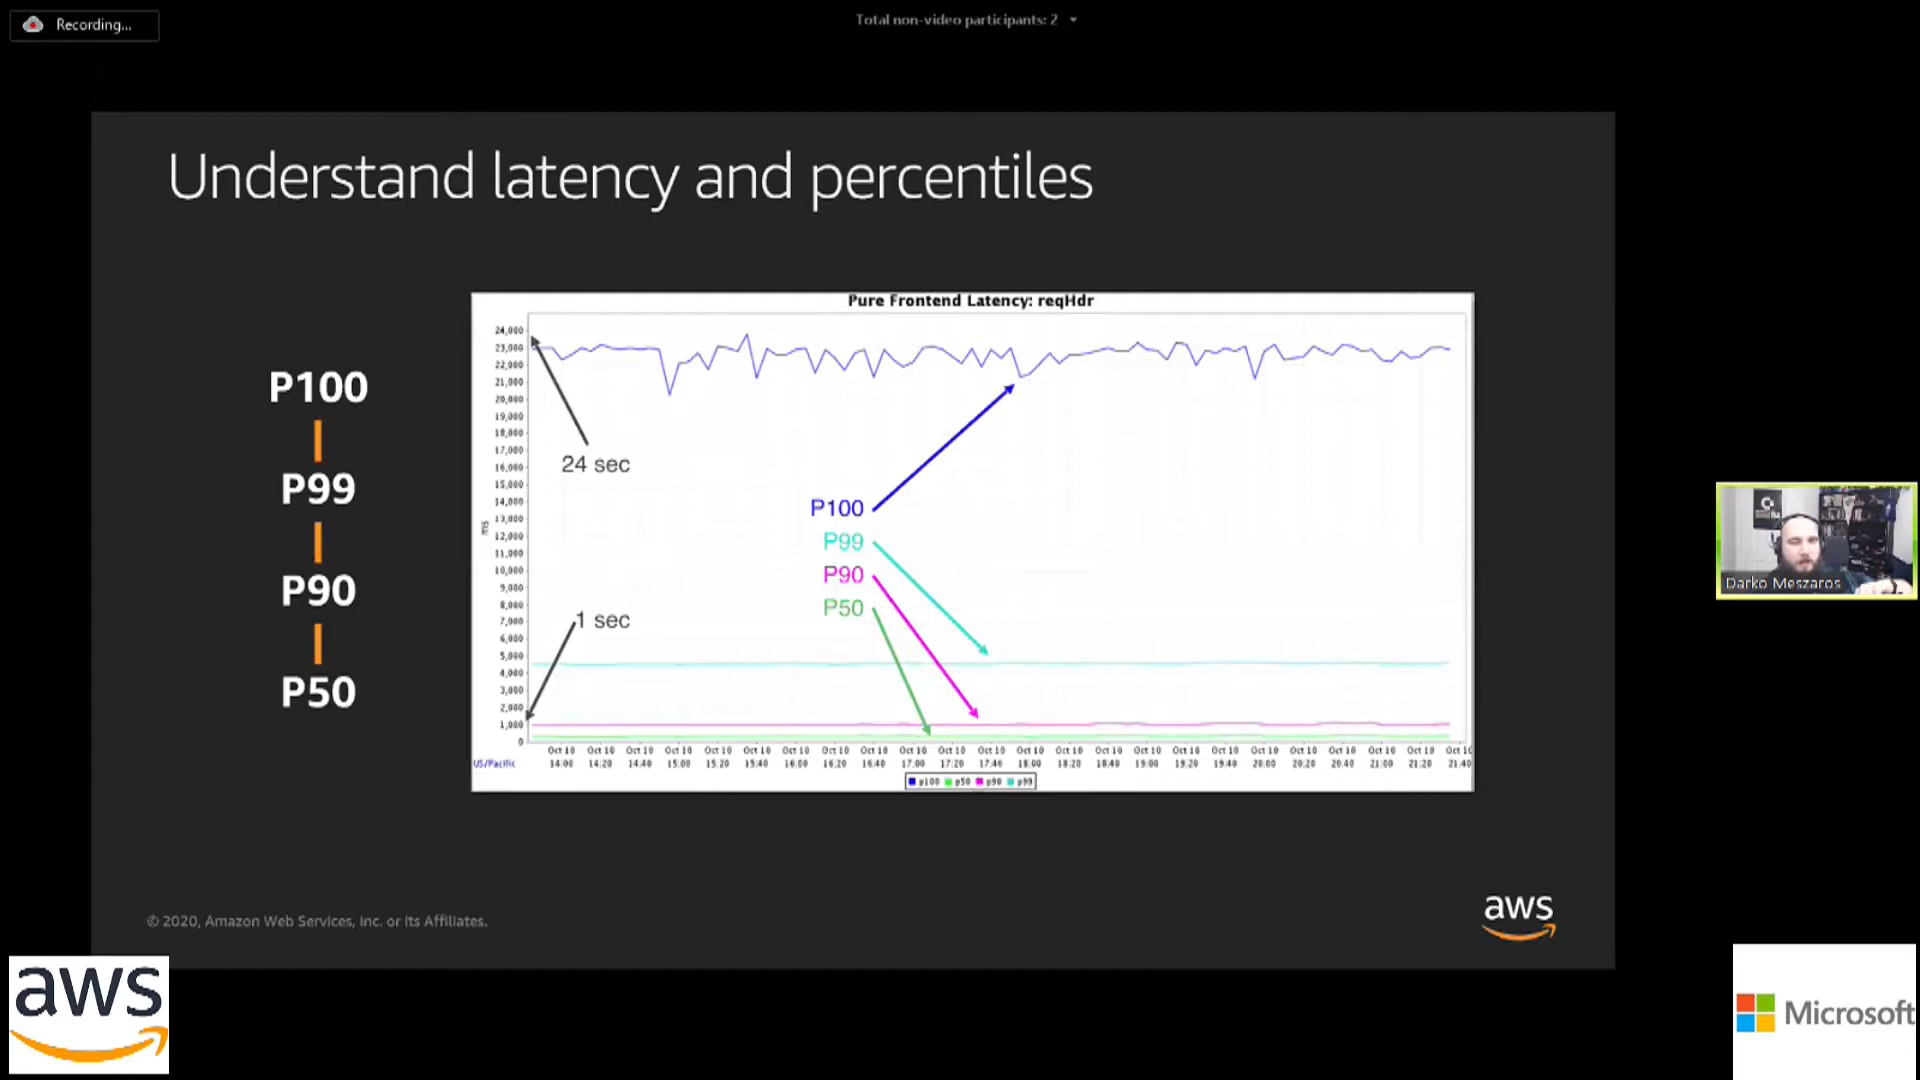 Recording...
Total non-video participants: 2
Understand latency and percentiles
P100
P99
P90
P50
Pure Frontend Latency: reqHdr
24,000
23,000
22,000
21,000
20,000
19,000
18,000
17,000
16,000
15,000
14,000
13,000
12,000
11,000
10,000
9,000
8,000
7,000
6,000
5,000
4,000
3,000
2,000
1,000
0
ms
24 sec
1 sec
P100
P99
P90
P50
Oct 10 Oct 10 Oct 10 Oct 10 Oct 10 Oct 10 Oct 10 Oct 10 Oct 10 Oct 10 Oct 10 Oct 10 Oct 10 Oct 10 Oct 10 Oct 10 Oct 10 Oct 10 Oct 10 Oct 10 Oct 10 Oct 10 Oct 10 Oct 10
US/Pacific 14:00 14:20 14:40 15:00 15:20 15:40 16:00 16:20 16:40 17:00 17:20 17:40 18:00 18:20 18:40 19:00 19:20 19:40 20:00 20:20 20:40 21:00 21:20 21:40
p100 p50 p90 p99
Darko Meszaros
© 2020, Amazon Web Services, Inc. or its Affiliates.
aws
aws
Microsoft